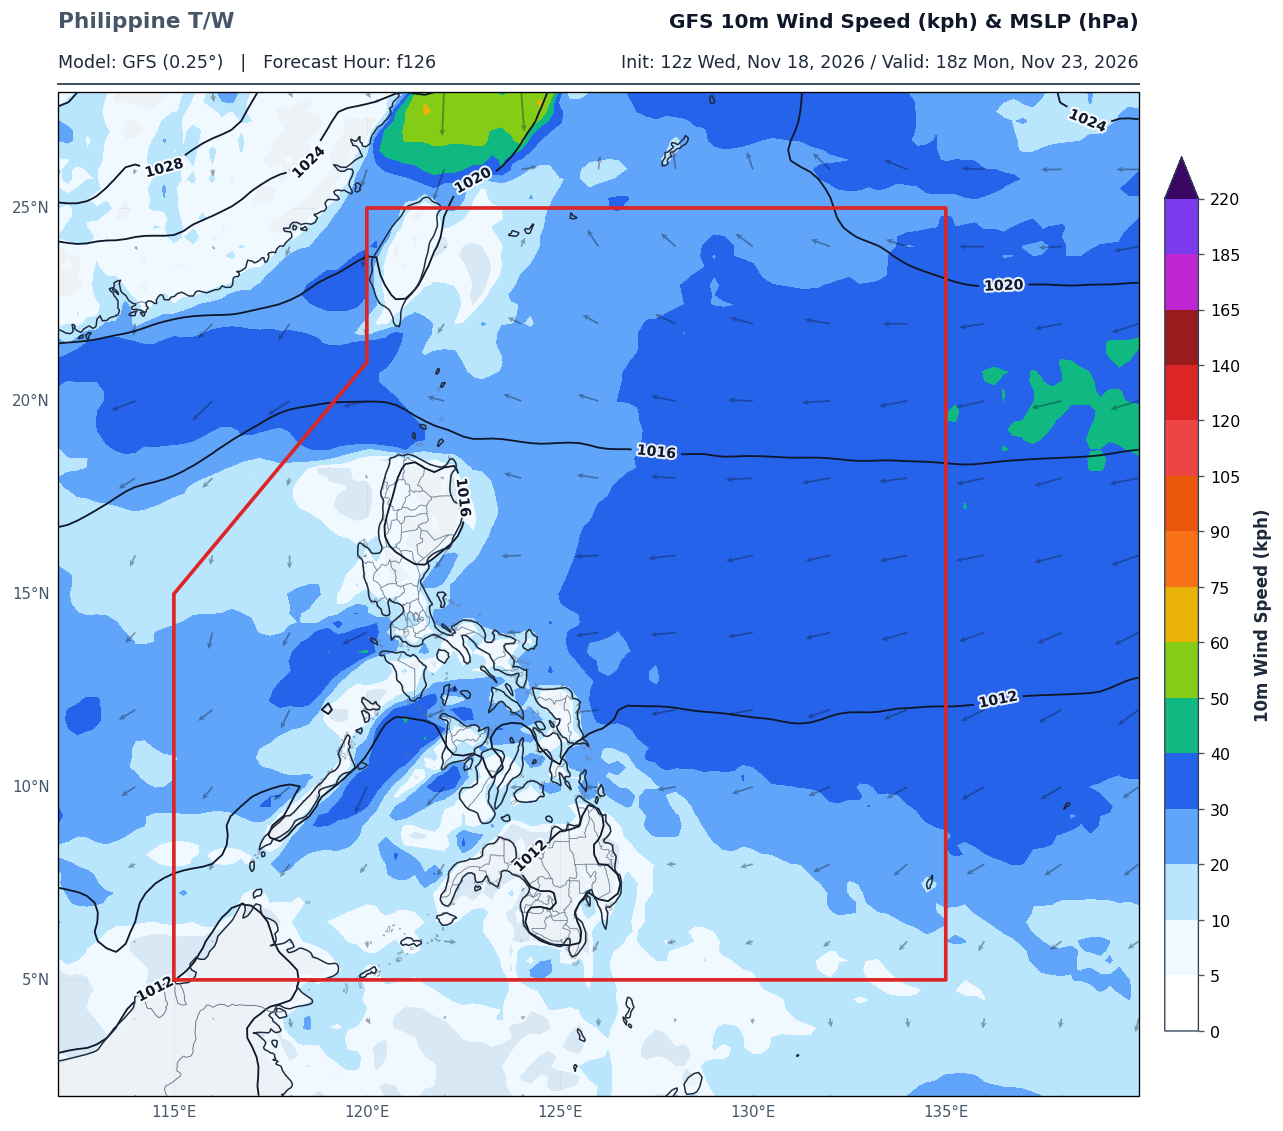 Philippine T/W
GFS 10m Wind Speed (kph) & MSLP (hPa)
Model: GFS (0.25°)   |   Forecast Hour: f126
Init: 12z Wed, Nov 18, 2026 / Valid: 18z Mon, Nov 23, 2026
1028
1024
1020
1024
1020
1016
1016
1012
1012
1012
25°N
20°N
15°N
10°N
5°N
115°E
120°E
125°E
130°E
135°E
220
185
165
140
120
105
90
75
60
50
40
30
20
10
5
0
10m Wind Speed (kph)